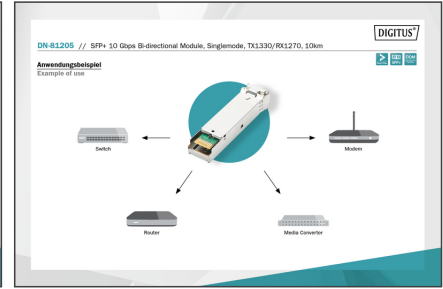 DIGITUS®
DN-81205 // SFP+ 10 Gbps Bi-directional Module, Singlemode, TX1330/RX1270, 10km
Anwendungsbeispiel
Example of use
Switch
Modem
Router
Media Converter